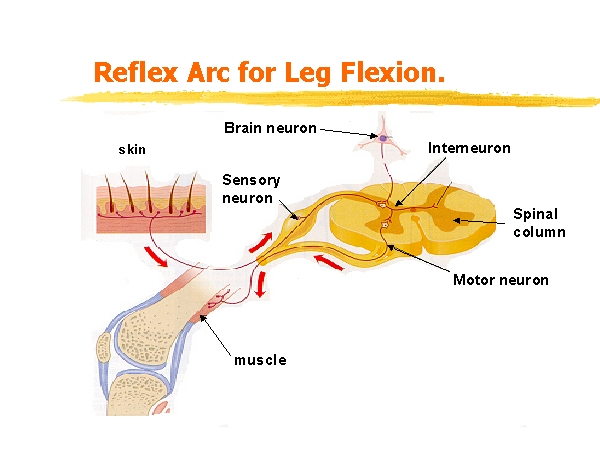 Reflex Arc for Leg Flexion.
Brain neuron
Interneuron
skin
Sensory
neuron
Spinal
column
Motor neuron
muscle